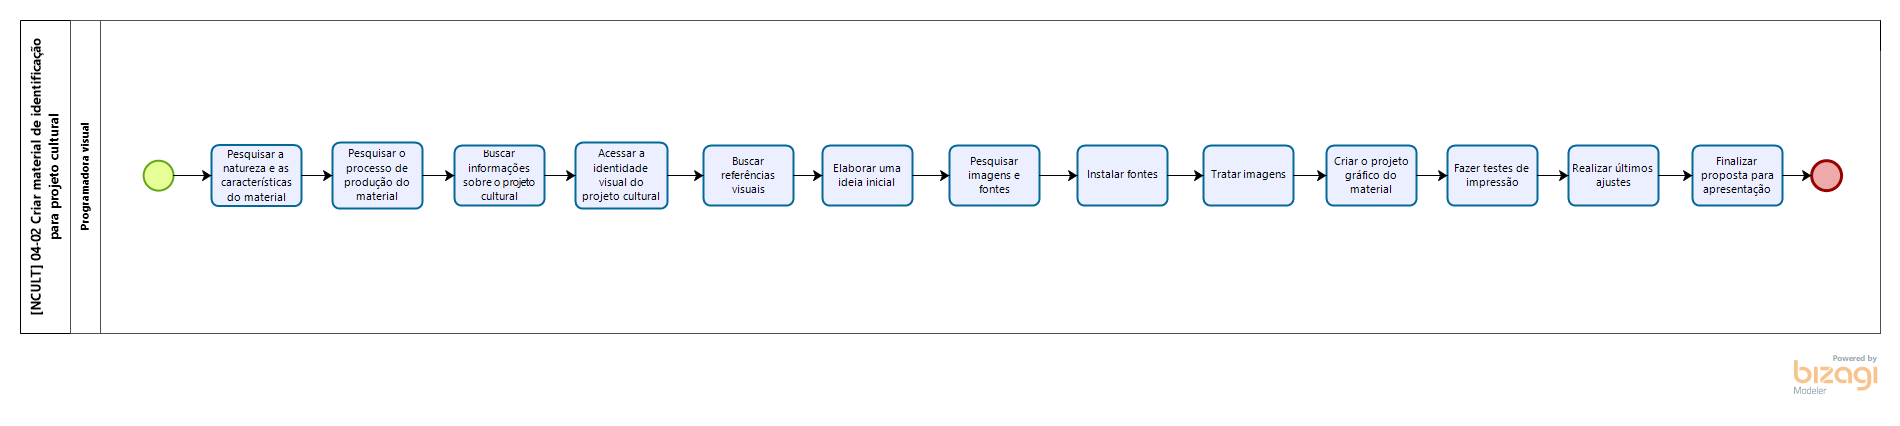 [NCULT] 04-02 Criar material de identificação
para projeto cultural
Programadora visual
Pesquisar a
natureza e as
características
do material
Pesquisar o
processo de
produção do
material
Buscar
informações
sobre o projeto
cultural
Acessar a
identidade
visual do
projeto cultural
Buscar
referências
visuais
Elaborar uma
ideia inicial
Pesquisar
imagens e
fontes
Instalar fontes
Tratar imagens
Criar o projeto
gráfico do
material
Fazer testes de
impressão
Realizar últimos
ajustes
Finalizar
proposta para
apresentação
Powered by
bizagi
Modeler